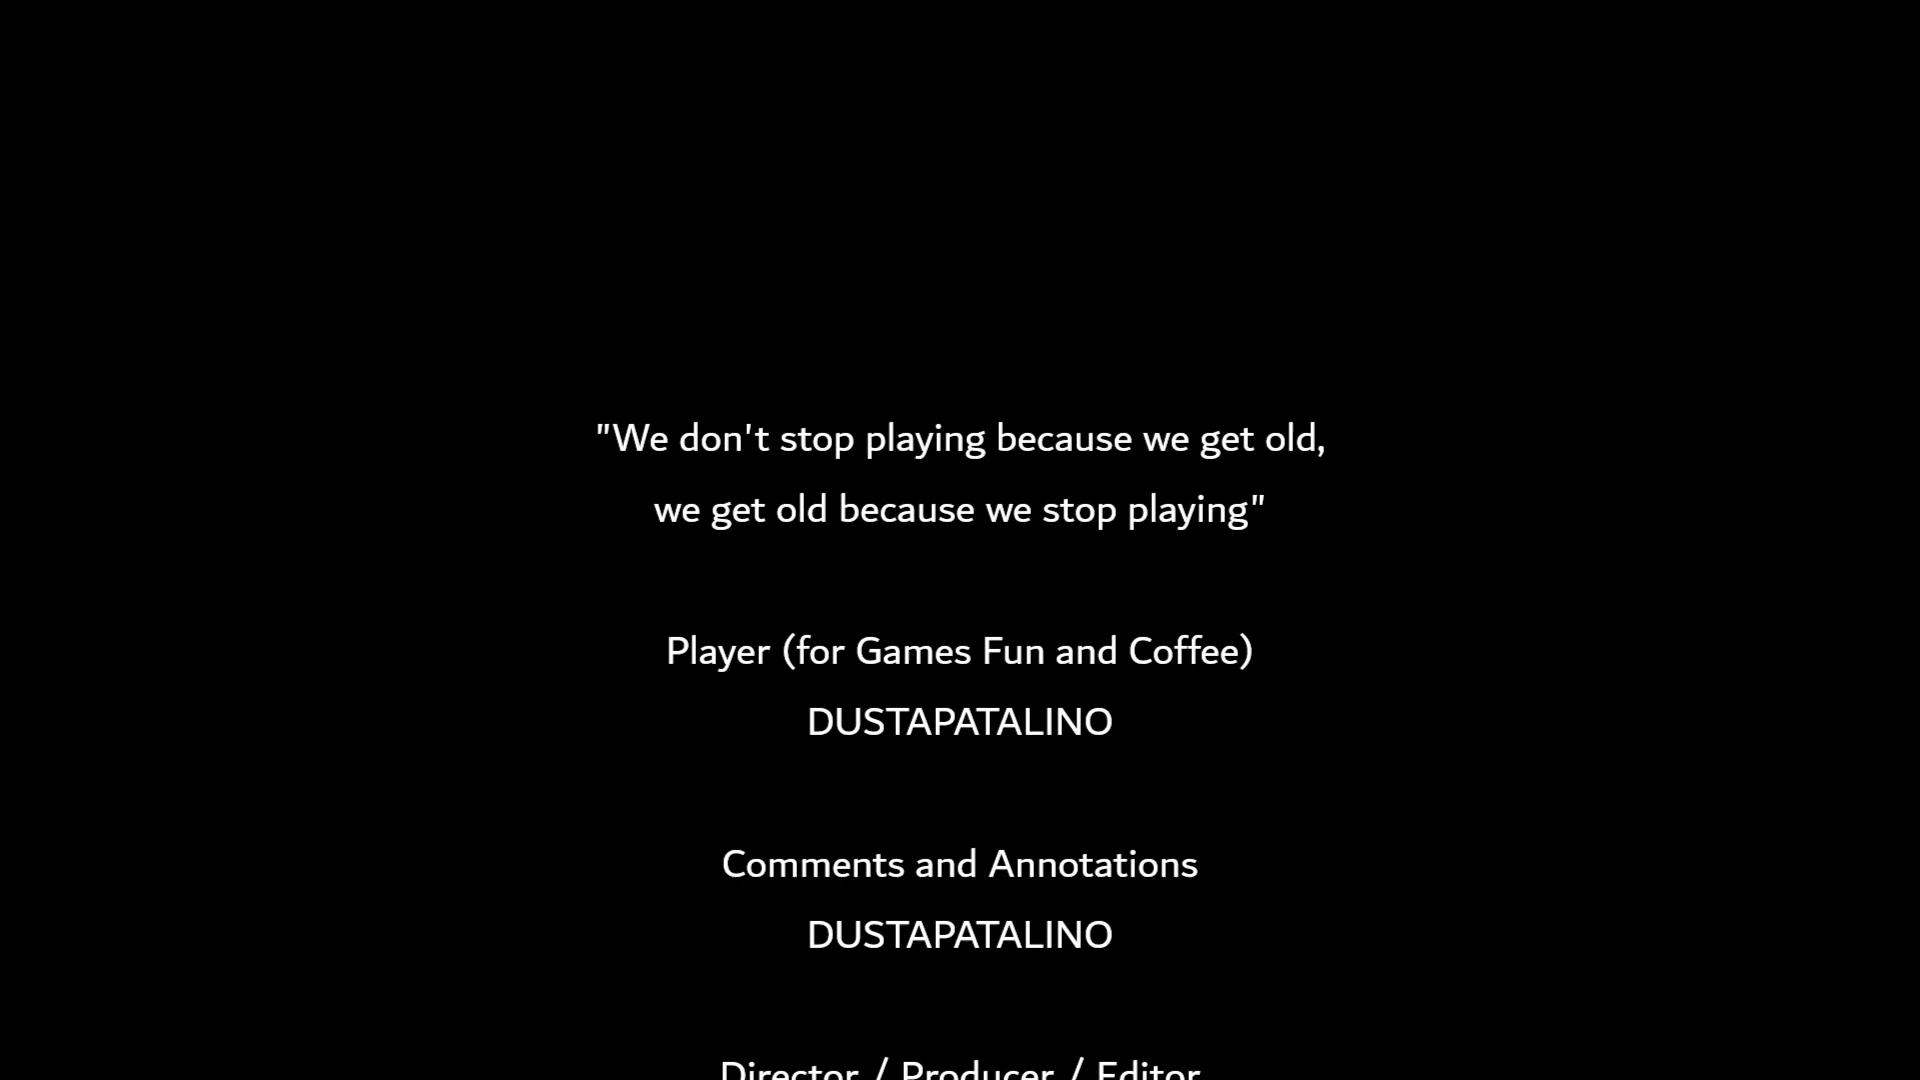 "We don't stop playing because we get old,
we get old because we stop playing"
Player (for Games Fun and Coffee)
DUSTAPATALINO
Comments and Annotations
DUSTAPATALINO
Director / Producer / Editor